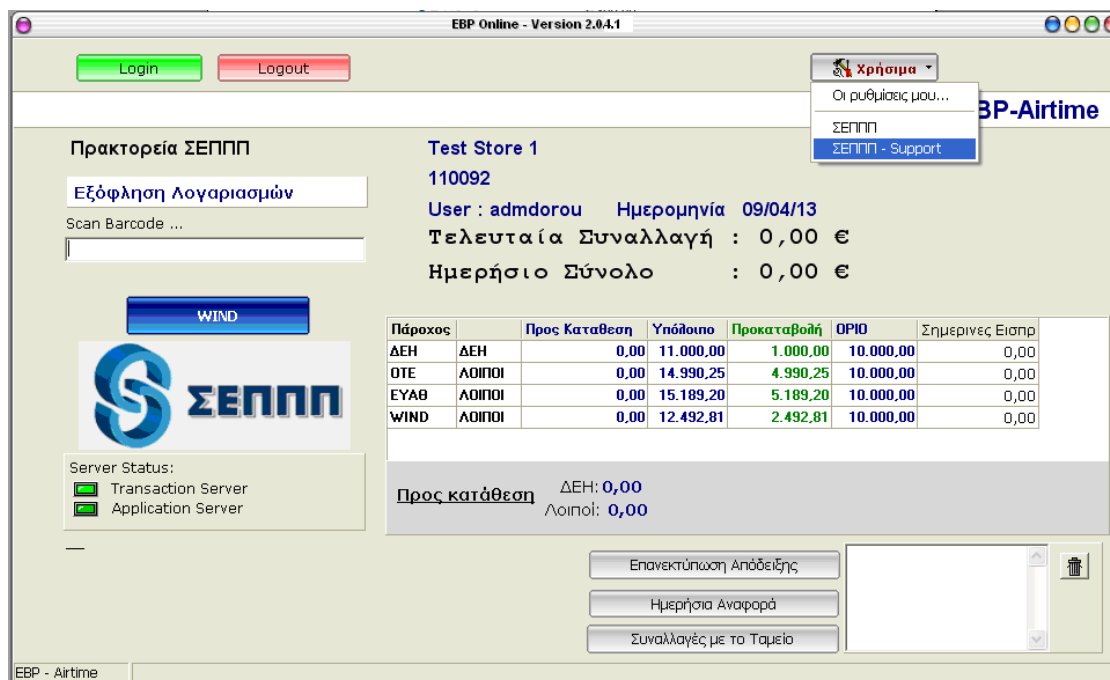 EBP Online - Version 2.0.4.1
Login Logout Χρήσιμα
Οι ρυθμίσεις μου...
ΣΕΠΠΠ
ΣΕΠΠΠ - Support
BP-Airtime
Πρακτορεία ΣΕΠΠΠ
Εξόφληση Λογαριασμών
Scan Barcode ...
WIND
ΣΕΠΠΠ
Server Status:
Transaction Server
Application Server
Test Store 1
110092
User : admdorou Ημερομηνία 09/04/13
Τελευταία Συναλλαγή : 0,00 €
Ημερήσιο Σύνολο : 0,00 €
Πάροχος Προς Καταθεση Υπόλοιπο Προκαταβολή ΟΡΙΟ Σημερινες Εισπρ
ΔΕΗ ΔΕΗ 0,00 11.000,00 1.000,00 10.000,00 0,00
ΟΤΕ ΛΟΙΠΟΙ 0,00 14.990,25 4.990,25 10.000,00 0,00
ΕΥΑΘ ΛΟΙΠΟΙ 0,00 15.189,20 5.189,20 10.000,00 0,00
WIND ΛΟΙΠΟΙ 0,00 12.492,81 2.492,81 10.000,00 0,00
Προς κατάθεση
ΔΕΗ: 0,00
Λοιποί: 0,00
Επανεκτύπωση Απόδειξης
Ημερήσια Αναφορά
Συναλλαγές με το Ταμείο
EBP - Airtime